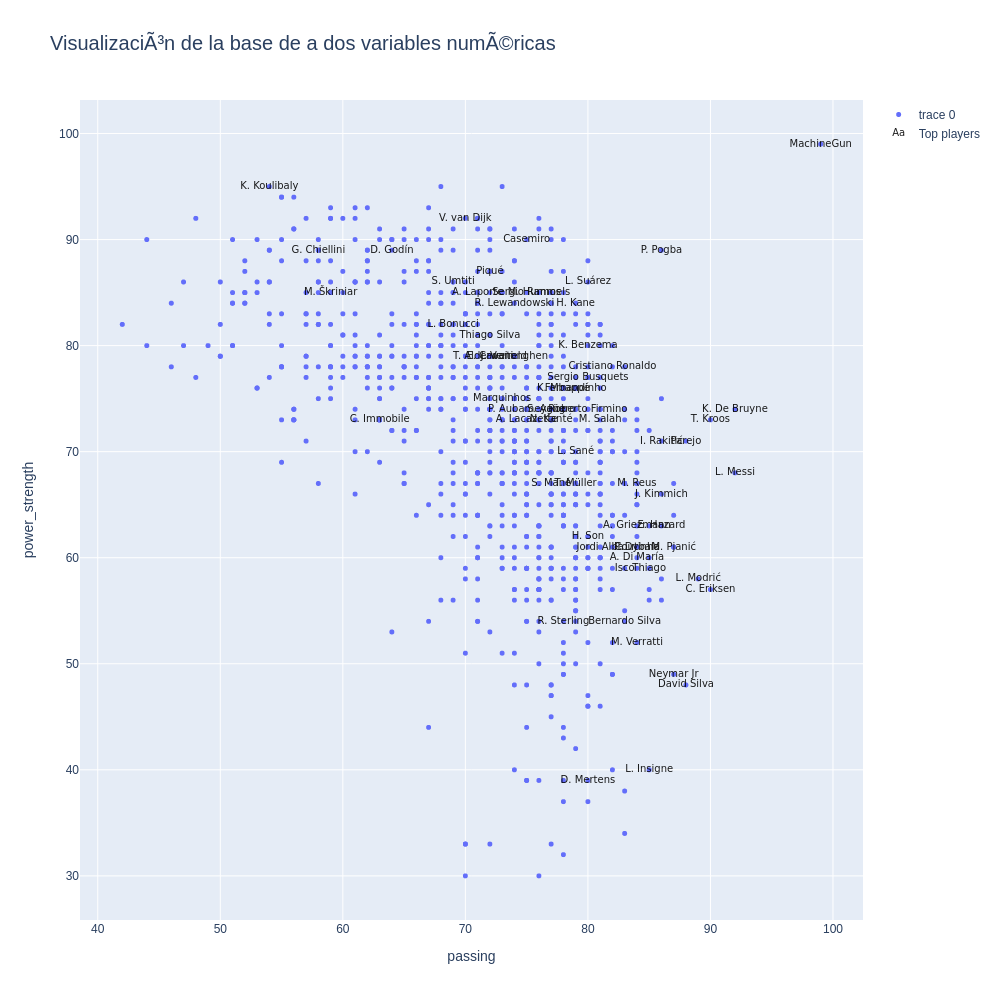 VisualizaciÃ³n de la base de a dos variables numÃ©ricas
trace 0
Aa Top players
100
MachineGun
K. Koulibaly
V. van Dijk
90
Casemiro
G. Chiellini
D. Godín
P. Pogba
Piqué
S. Umtiti
L. Suárez
M. Škriniar
R. Lewandowski
H. Kane
L. Bonucci
Thiago Silva
80
K. Benzema
Cristiano Ronaldo
Sergio Busquets
Marquinhos
K. De Bruyne
C. Immobile
M. Salah
T. Kroos
I. Rakitić
Parejo
70
L. Sané
L. Messi
T. Müller
M. Reus
J. Kimmich
H. Son
M. Pjanić
60
A. Di María
Isco
Thiago
L. Modrić
C. Eriksen
R. Sterling
Bernardo Silva
M. Verratti
50
Neymar Jr
David Silva
40
L. Insigne
D. Mertens
30
40
50
60
70
80
90
100
passing
power_strength